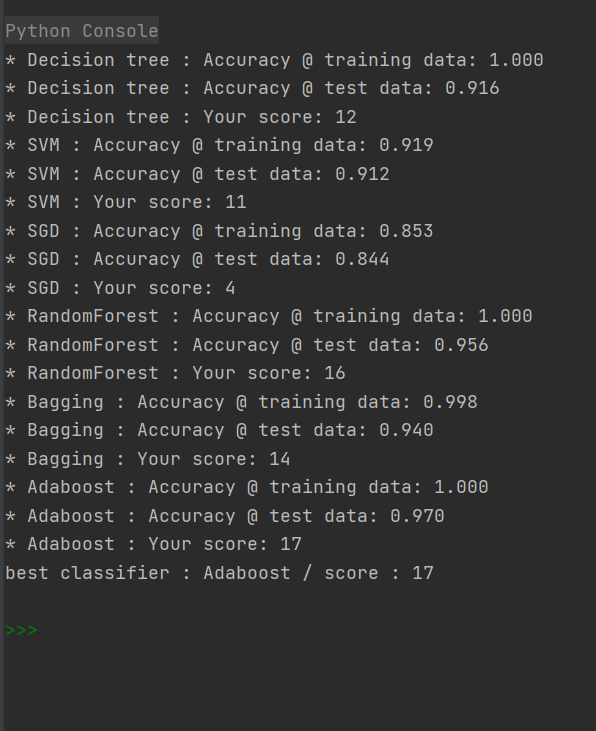 Python Console
* Decision tree : Accuracy @ training data: 1.000
* Decision tree : Accuracy @ test data: 0.916
* Decision tree : Your score: 12
* SVM : Accuracy @ training data: 0.919
* SVM : Accuracy @ test data: 0.912
* SVM : Your score: 11
* SGD : Accuracy @ training data: 0.853
* SGD : Accuracy @ test data: 0.844
* SGD : Your score: 4
* RandomForest : Accuracy @ training data: 1.000
* RandomForest : Accuracy @ test data: 0.956
* RandomForest : Your score: 16
* Bagging : Accuracy @ training data: 0.998
* Bagging : Accuracy @ test data: 0.940
* Bagging : Your score: 14
* Adaboost : Accuracy @ training data: 1.000
* Adaboost : Accuracy @ test data: 0.970
* Adaboost : Your score: 17
best classifier : Adaboost / score : 17
>>>